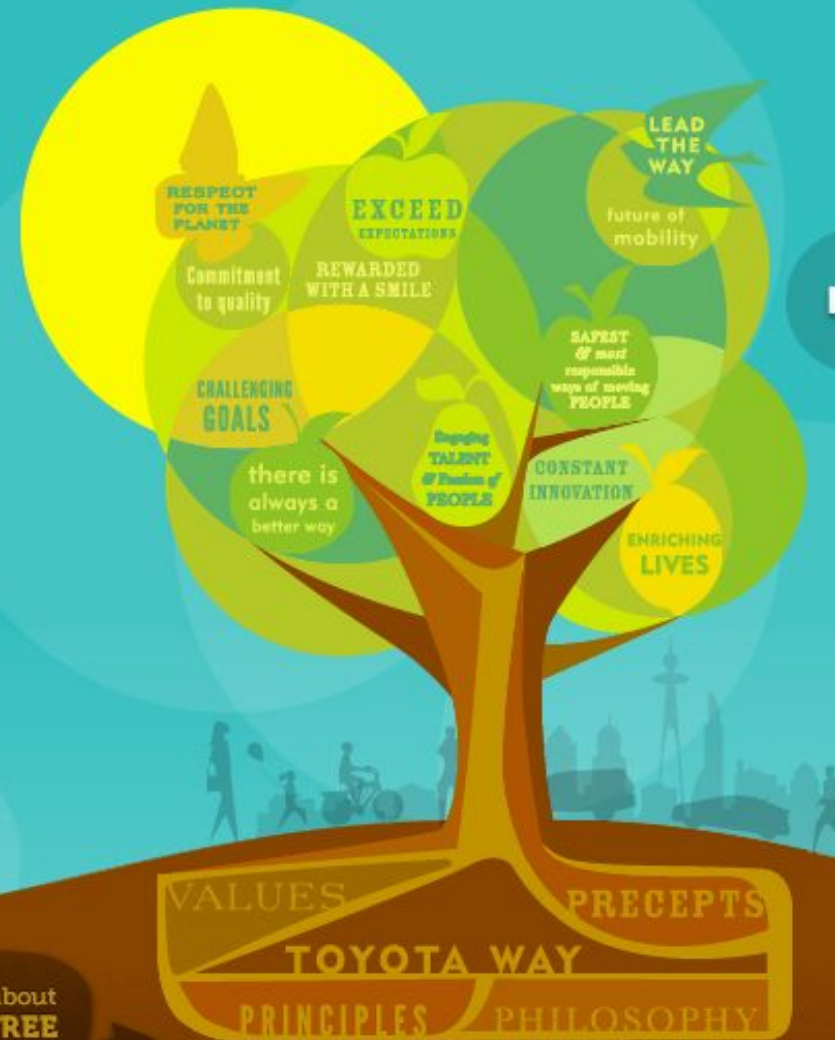 LEAD
THE
WAY
RESPECT
FOR THE
PLANET
EXCEED
EXPECTATIONS
future of
mobility
Commitment
to quality
REWARDED
WITH A SMILE
SAFEST
& most
responsible
ways of moving
PEOPLE
CHALLENGING
GOALS
there is
always a
better way
Engaging
TALENT
& Passion of
PEOPLE
CONSTANT
INNOVATION
ENRICHING
LIVES
VALUES
PRECEPTS
TOYOTA WAY
PRINCIPLES
PHILOSOPHY